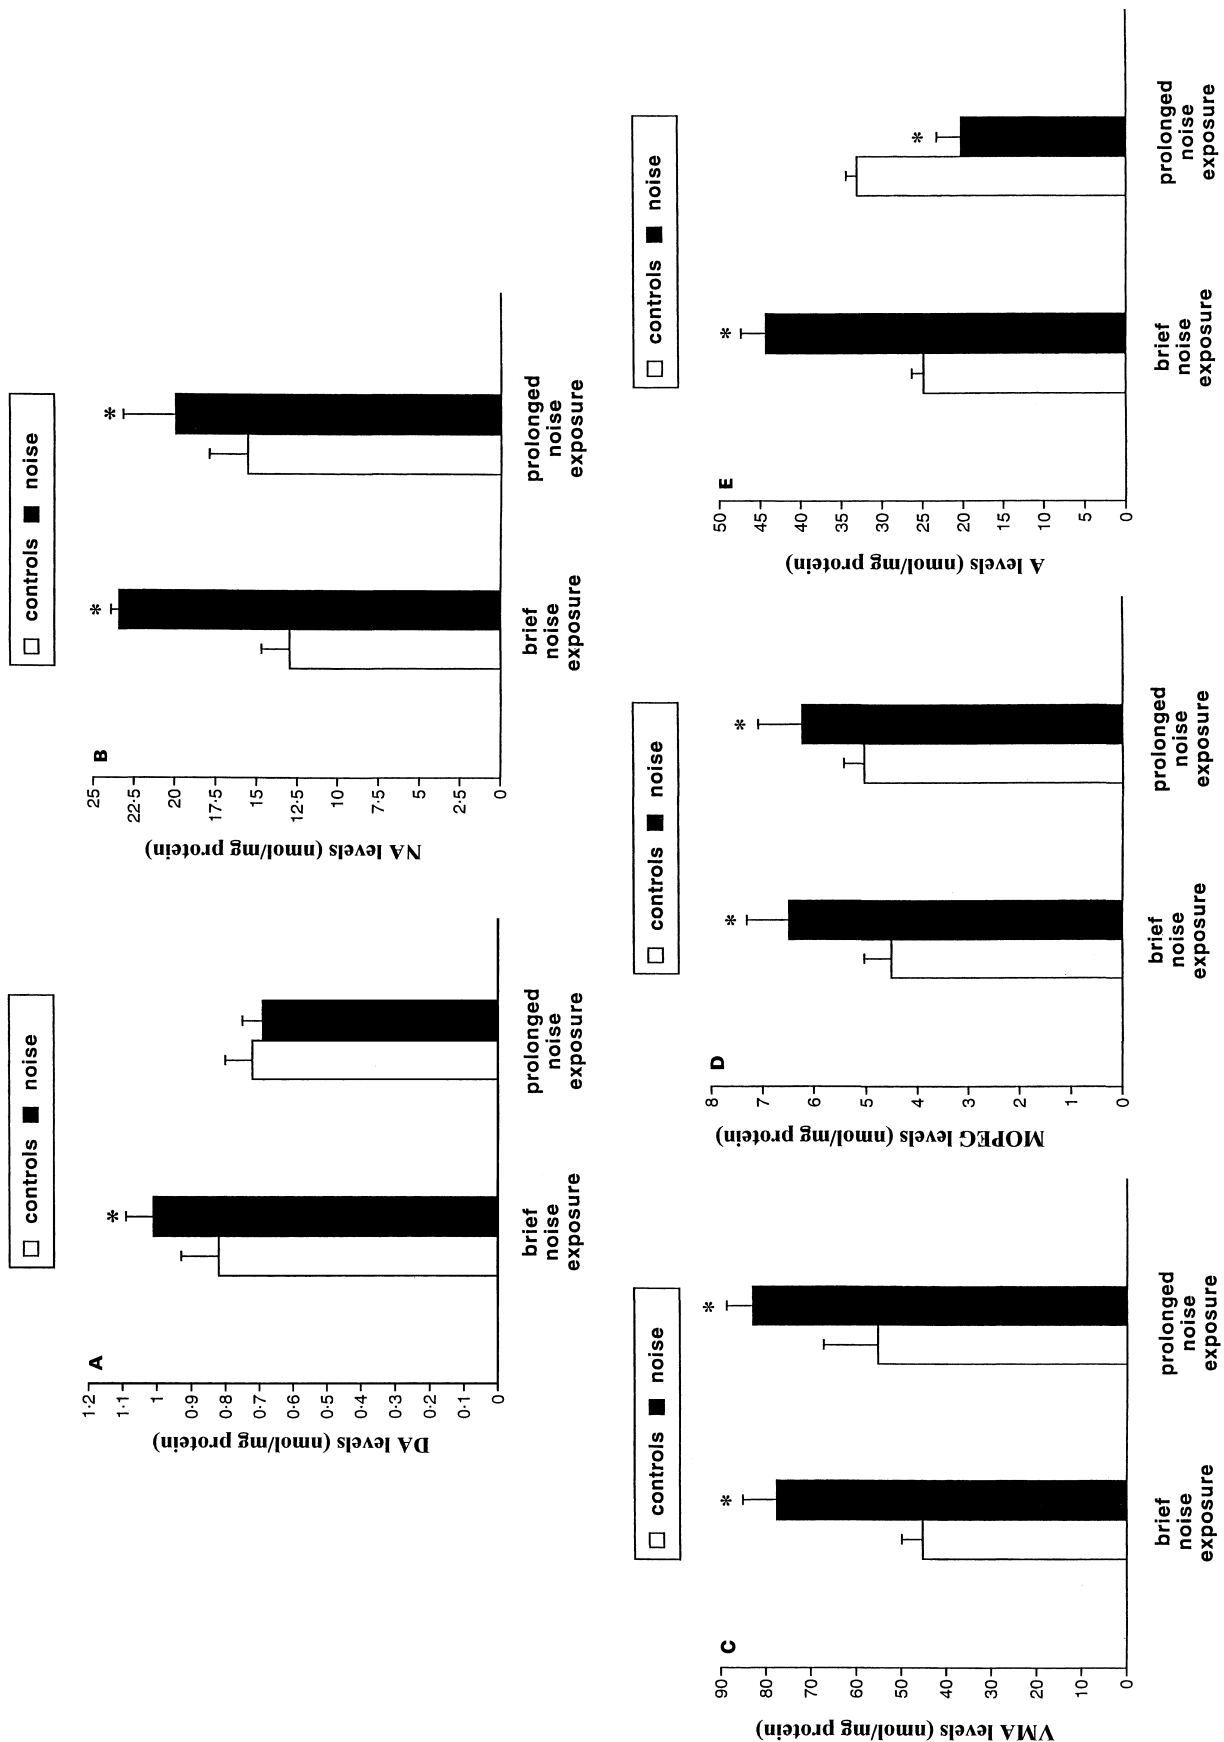 controls noise
A
DA levels (nmol/mg protein)
1·2
1·1
1
0·9
0·8
0·7
0·6
0·5
0·4
0·3
0·2
0·1
0
*
brief
noise
exposure
prolonged
noise
exposure
controls noise
B
NA levels (nmol/mg protein)
25
22·5
20
17·5
15
12·5
10
7·5
5
2·5
0
*
*
brief
noise
exposure
prolonged
noise
exposure
controls noise
C
VMA levels (nmol/mg protein)
90
80
70
60
50
40
30
20
10
0
*
*
brief
noise
exposure
prolonged
noise
exposure
controls noise
D
MOPEG levels (nmol/mg protein)
8
7
6
5
4
3
2
1
0
*
*
brief
noise
exposure
prolonged
noise
exposure
controls noise
E
A levels (nmol/mg protein)
50
45
40
35
30
25
20
15
10
5
0
*
*
brief
noise
exposure
prolonged
noise
exposure